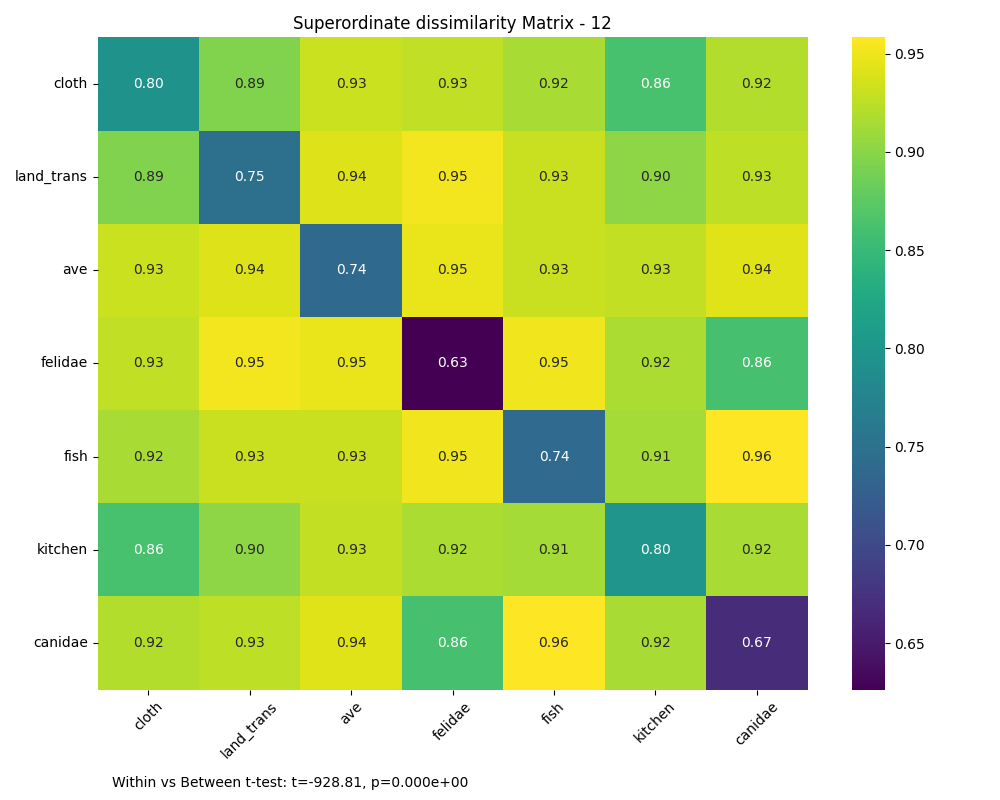 Superordinate dissimilarity Matrix - 12
cloth 0.80 0.89 0.93 0.93 0.92 0.86 0.92
land_trans 0.89 0.75 0.94 0.95 0.93 0.90 0.93
ave 0.93 0.94 0.74 0.95 0.93 0.93 0.94
felidae 0.93 0.95 0.95 0.63 0.95 0.92 0.86
fish 0.92 0.93 0.93 0.95 0.74 0.91 0.96
kitchen 0.86 0.90 0.93 0.92 0.91 0.80 0.92
canidae 0.92 0.93 0.94 0.86 0.96 0.92 0.67
cloth land_trans ave felidae fish kitchen canidae
0.95
0.90
0.85
0.80
0.75
0.70
0.65
Within vs Between t-test: t=-928.81, p=0.000e+00